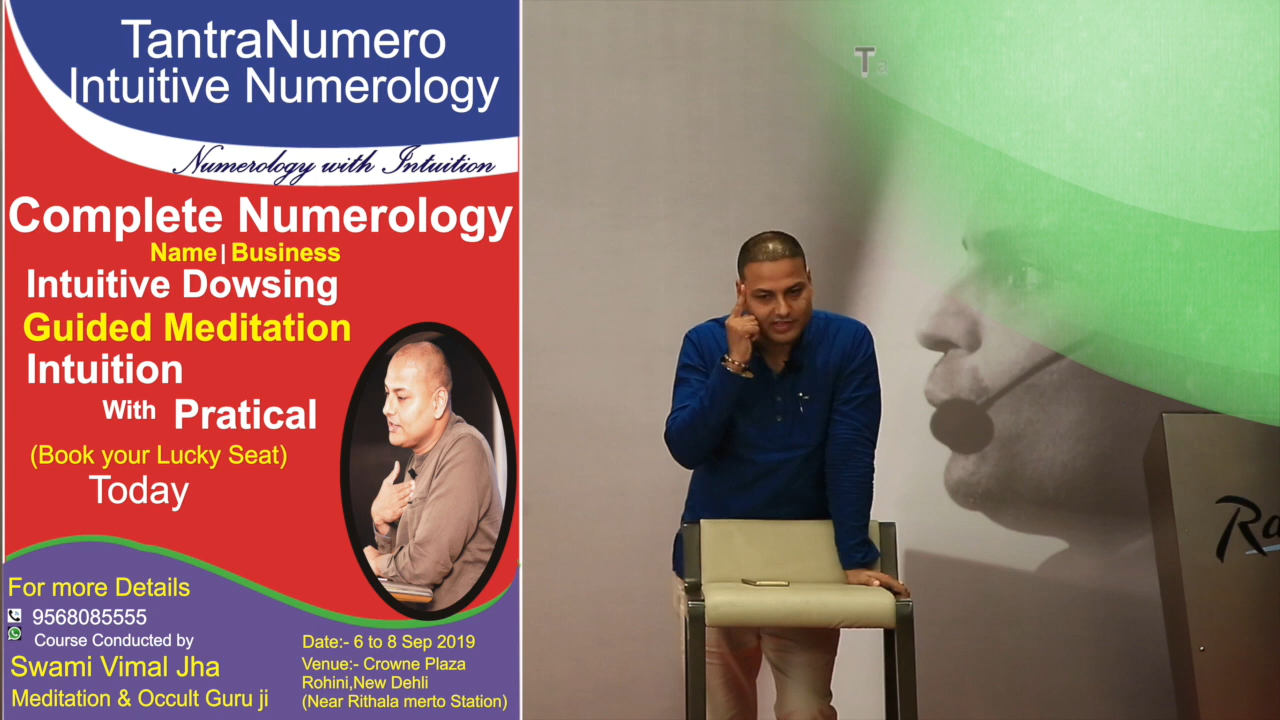 TantraNumero
Intuitive Numerology
Numerology with Intuition
Complete Numerology
Name | Business
Intuitive Dowsing
Guided Meditation
Intuition
With Pratical
(Book your Lucky Seat)
Today
For more Details
9568085555
Course Conducted by
Swami Vimal Jha
Meditation & Occult Guru ji
Date:- 6 to 8 Sep 2019
Venue:- Crowne Plaza
Rohini,New Dehli
(Near Rithala merto Station)
Ta
Ra